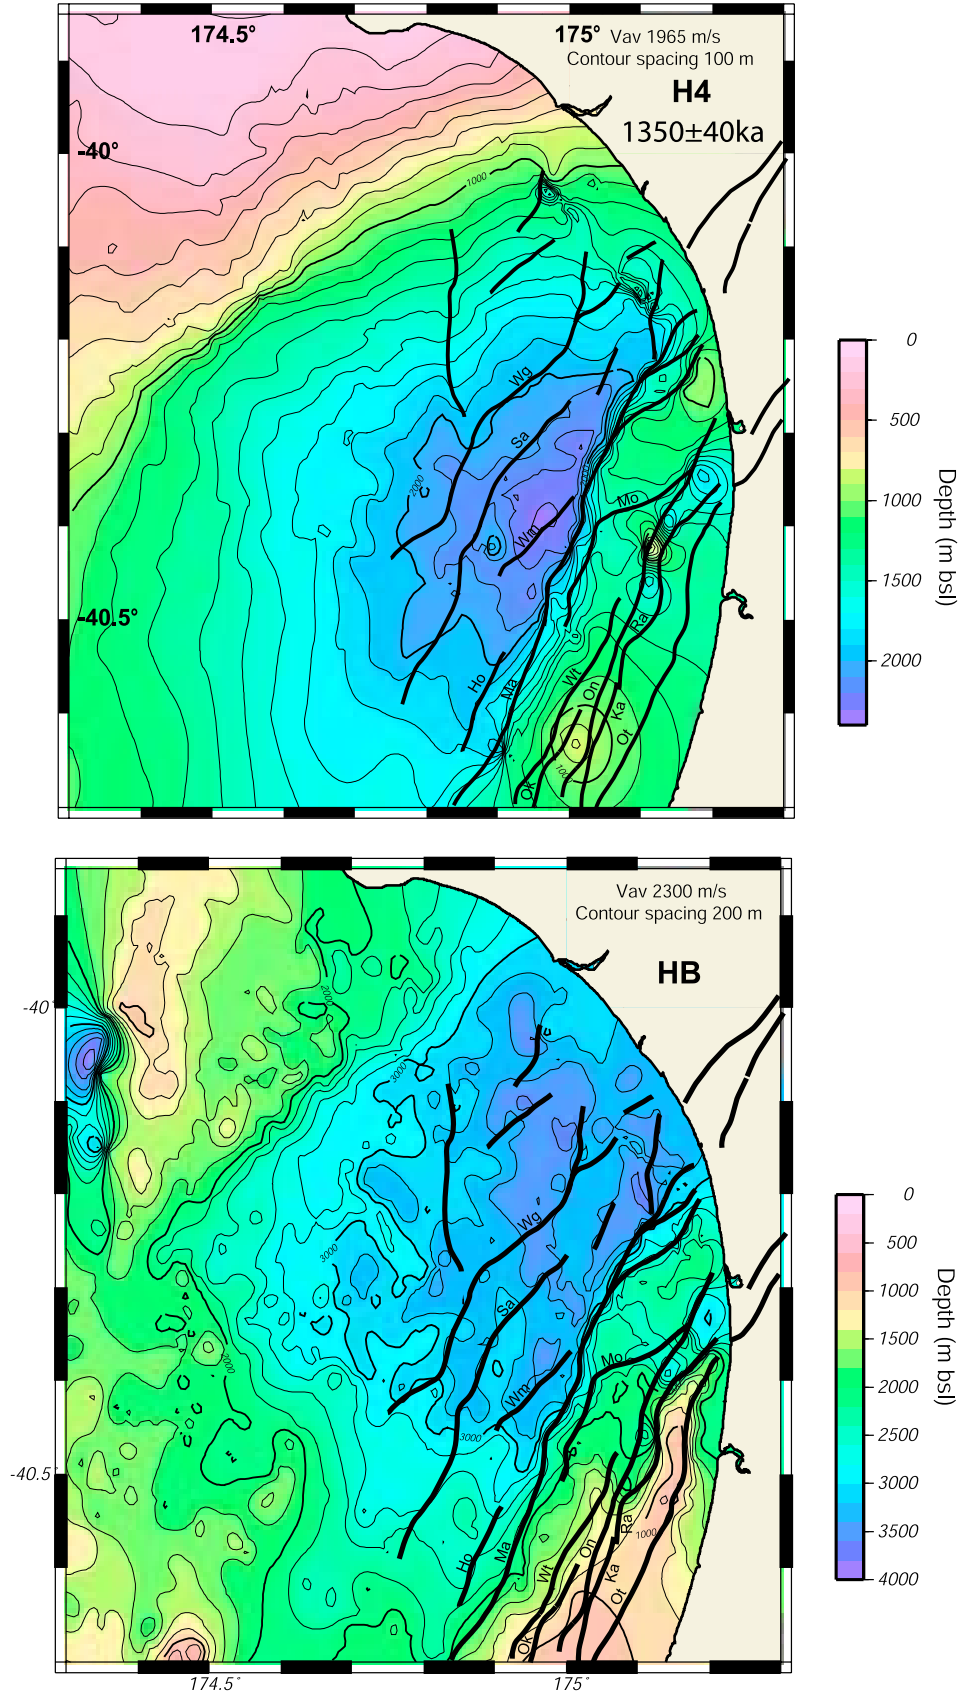 174.5°
175°
Vav 1965 m/s
Contour spacing 100 m
H4
1350±40ka
-40°
1000
Wg
Sa
2000
2000
Mo
Wm
-40.5°
Ra
Ho
Ma
Wt
On
Ka
Ot
Ok
0
500
1000
1500
2000
Depth (m bsl)
Vav 2300 m/s
Contour spacing 200 m
HB
-40°
2000
3000
Wg
3000
Sa
2000
Mo
Wm
3000
-40.5°
Ra
1000
Ho
Ma
Wt
On
Ka
Ot
Ok
174.5°
175°
0
500
1000
1500
2000
2500
3000
3500
4000
Depth (m bsl)